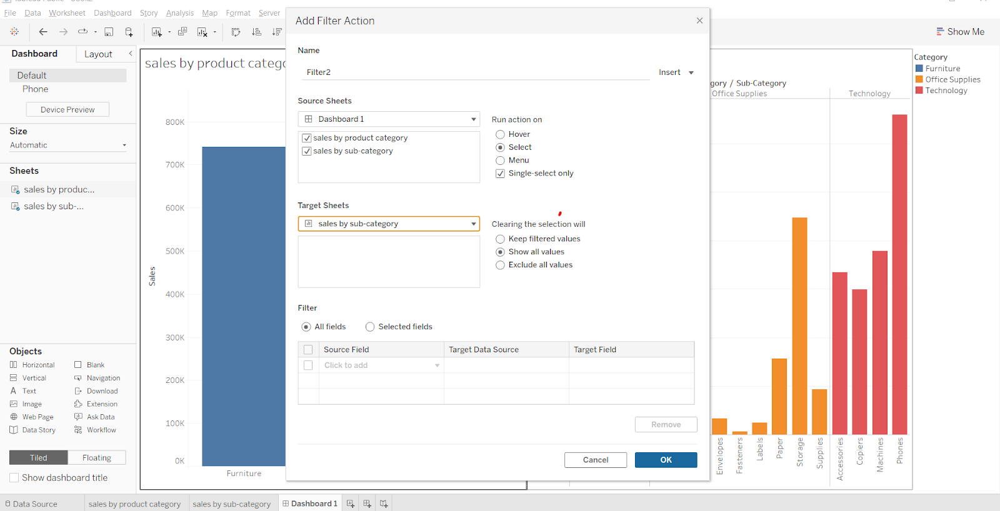 File Data Worksheet Dashboard Story Analysis Map Format Server
Show Me
Dashboard
Layout
Default
Phone
Device Preview
Size
Automatic
Sheets
sales by produc...
sales by sub-...
Objects
Horizontal
Blank
Vertical
Navigation
Text
Download
Image
Extension
Web Page
Ask Data
Data Story
Workflow
Tiled
Floating
Show dashboard title
sales by product catego
800K
700K
600K
500K
400K
300K
200K
100K
0K
Sales
Furniture
Add Filter Action
Name
Filter2
Insert
Source Sheets
Dashboard 1
sales by product category
sales by sub-category
Run action on
Hover
Select
Menu
Single-select only
Target Sheets
sales by sub-category
Clearing the selection will
Keep filtered values
Show all values
Exclude all values
Filter
All fields
Selected fields
Source Field
Target Data Source
Target Field
Click to add
Remove
Cancel
OK
gory / Sub-Category
Office Supplies
Technology
Envelopes
Fasteners
Labels
Paper
Storage
Supplies
Accessories
Copiers
Machines
Phones
Category
Furniture
Office Supplies
Technology
Data Source
sales by product category
sales by sub-category
Dashboard 1